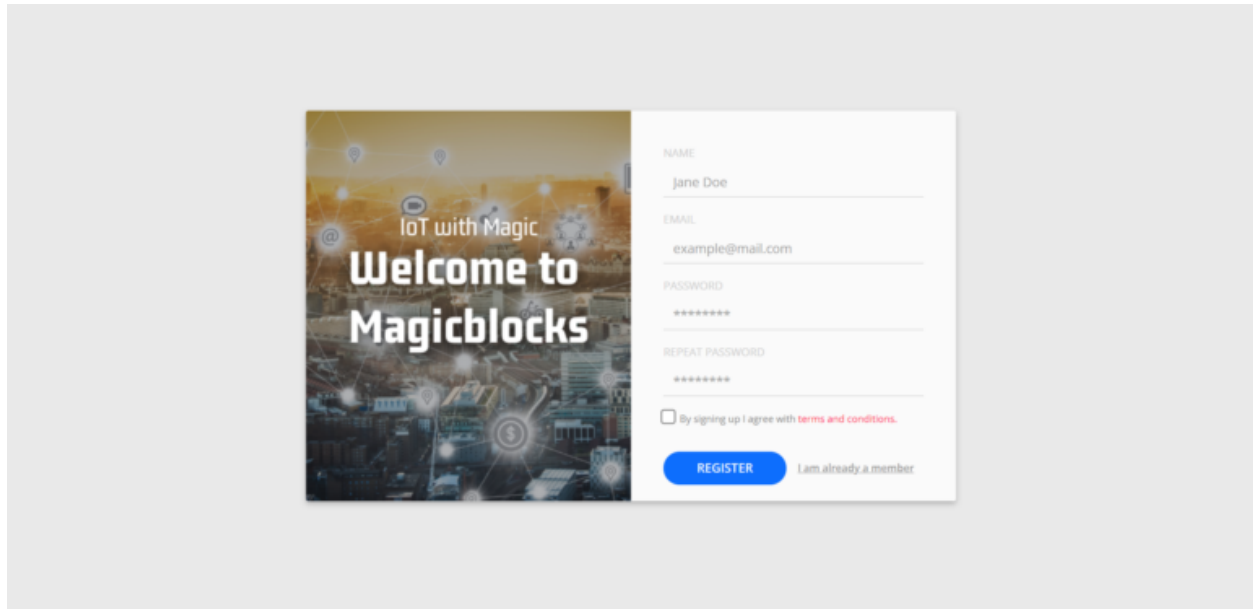 IoT with Magic
Welcome to
Magicblocks
NAME
Jane Doe
EMAIL
example@mail.com
PASSWORD
********
REPEAT PASSWORD
********
By signing up I agree with terms and conditions.
REGISTER
I am already a member
@
$